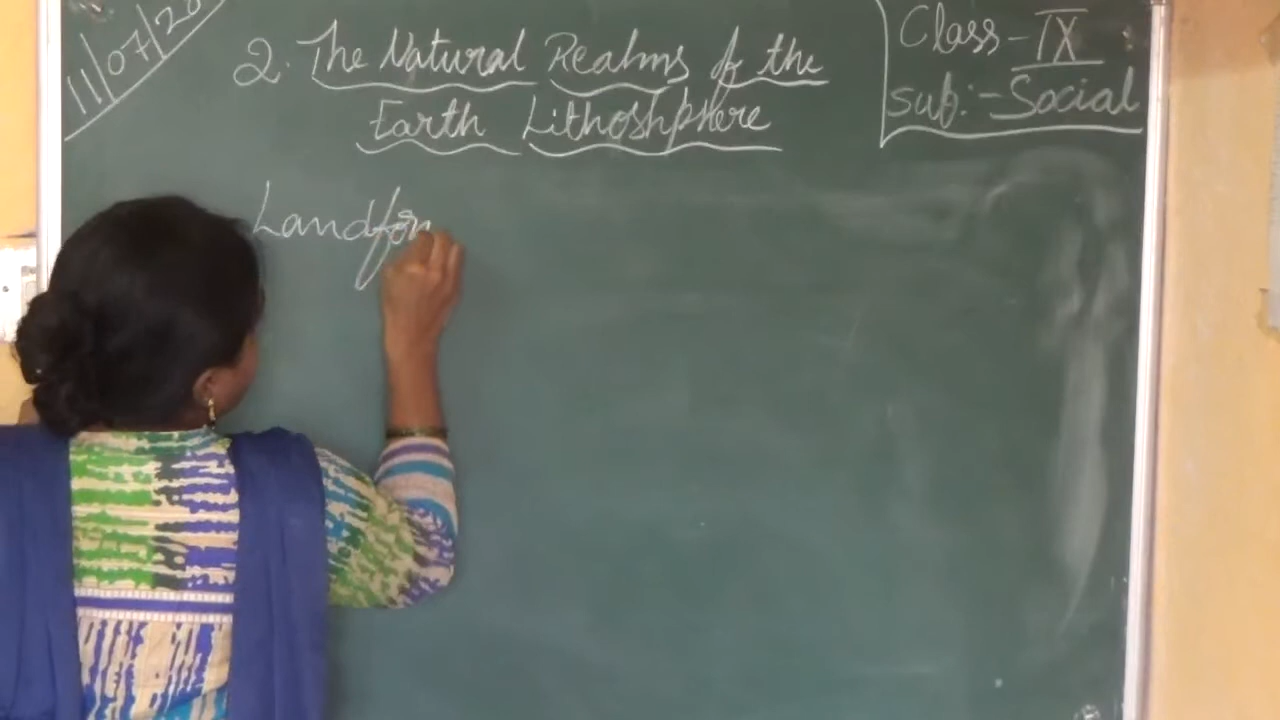 11/07/20
2. The Natural Realms of the
Earth Lithoshphere
Class - IX
Sub:- Social
Landfor